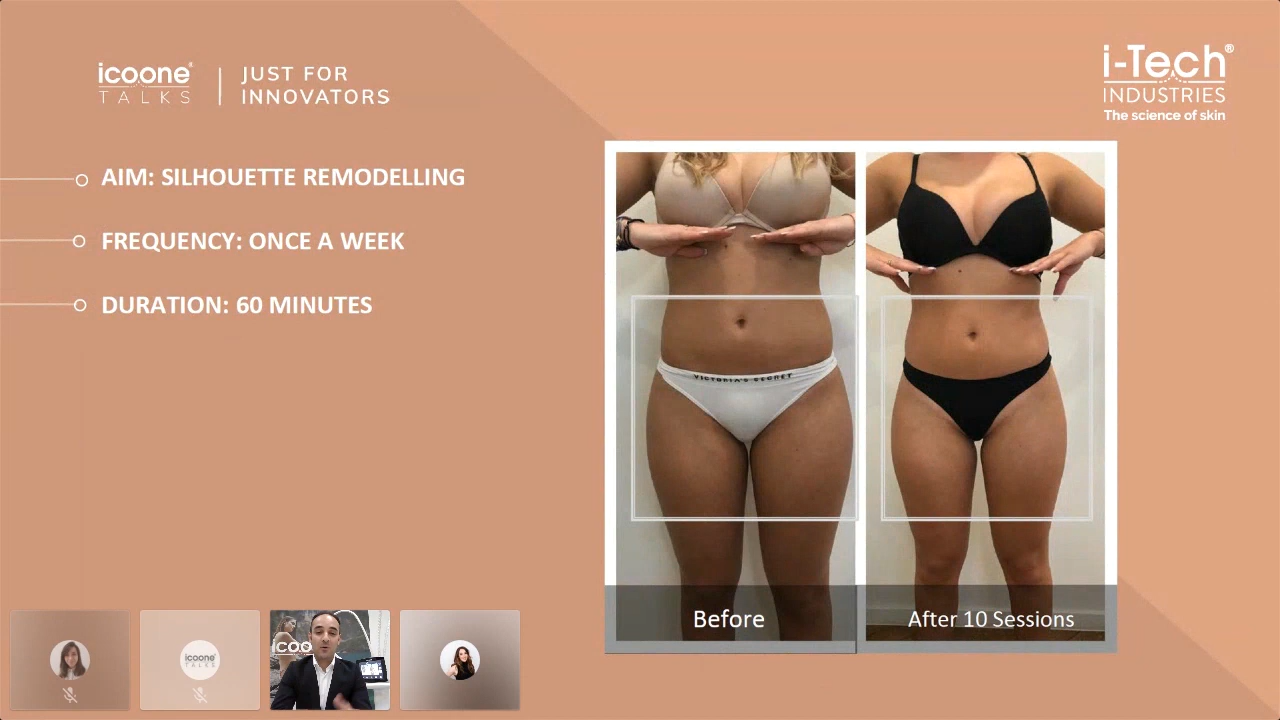 icoone®
TALKS
JUST FOR
INNOVATORS
i-Tech®
INDUSTRIES
The science of skin
AIM: SILHOUETTE REMODELLING
FREQUENCY: ONCE A WEEK
DURATION: 60 MINUTES
VICTORIA'S SECRET
Before
After 10 Sessions
icoone
TALKS
icoo